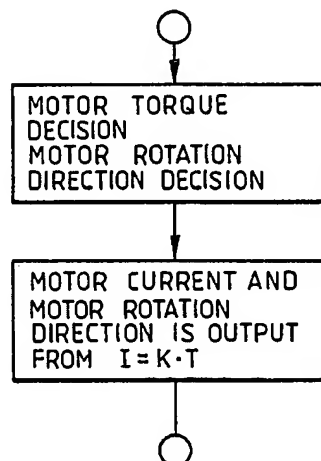 MOTOR TORQUE
DECISION
MOTOR ROTATION
DIRECTION DECISION
MOTOR CURRENT AND
MOTOR ROTATION
DIRECTION IS OUTPUT
FROM I=K·T